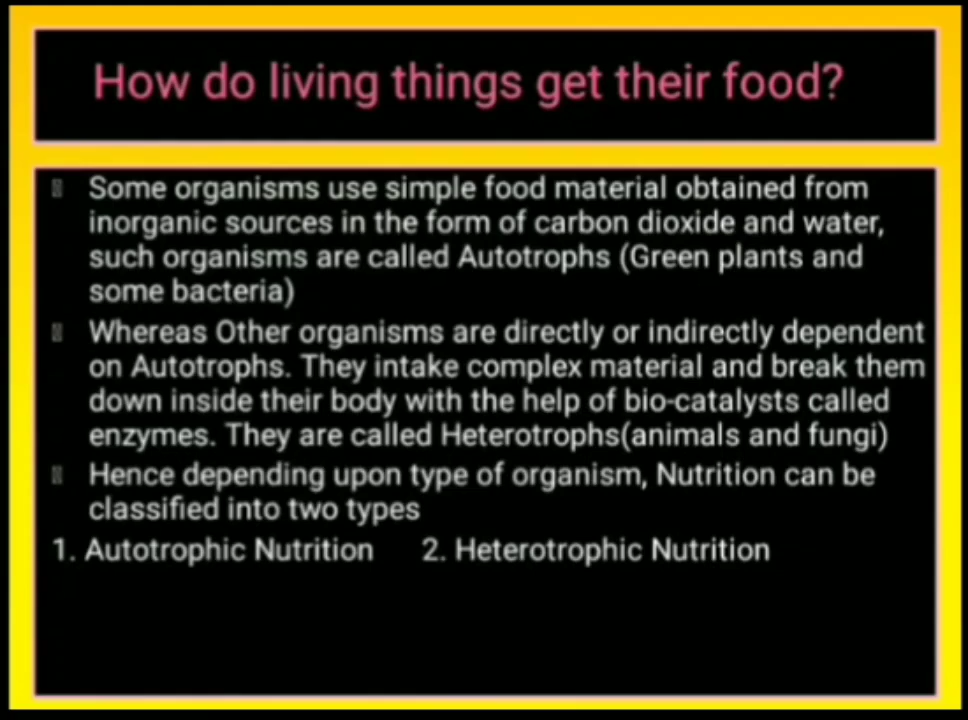 How do living things get their food?
Some organisms use simple food material obtained from
inorganic sources in the form of carbon dioxide and water,
such organisms are called Autotrophs (Green plants and
some bacteria)
Whereas Other organisms are directly or indirectly dependent
on Autotrophs. They intake complex material and break them
down inside their body with the help of bio-catalysts called
enzymes. They are called Heterotrophs(animals and fungi)
Hence depending upon type of organism, Nutrition can be
classified into two types
1. Autotrophic Nutrition 2. Heterotrophic Nutrition